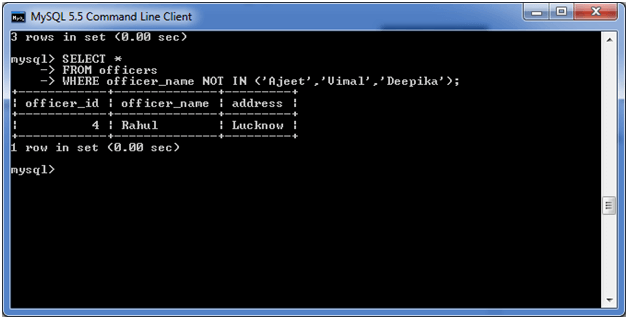 MySQL 5.5 Command Line Client
3 rows in set (0.00 sec)
mysql> SELECT *
    -> FROM officers
    -> WHERE officer_name NOT IN ('Ajeet','Vimal','Deepika');
+------------+--------------+---------+
| officer_id | officer_name | address |
+------------+--------------+---------+
|          4 | Rahul        | Lucknow |
+------------+--------------+---------+
1 row in set (0.00 sec)
mysql>